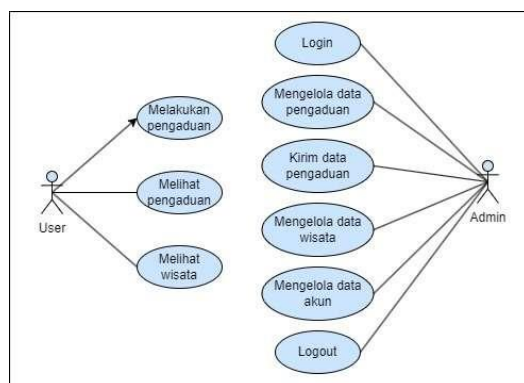 Login
Melakukan
pengaduan
Mengelola data
pengaduan
Kirim data
pengaduan
Melihat
pengaduan
User
Admin
Mengelola data
wisata
Melihat
wisata
Mengelola data
akun
Logout